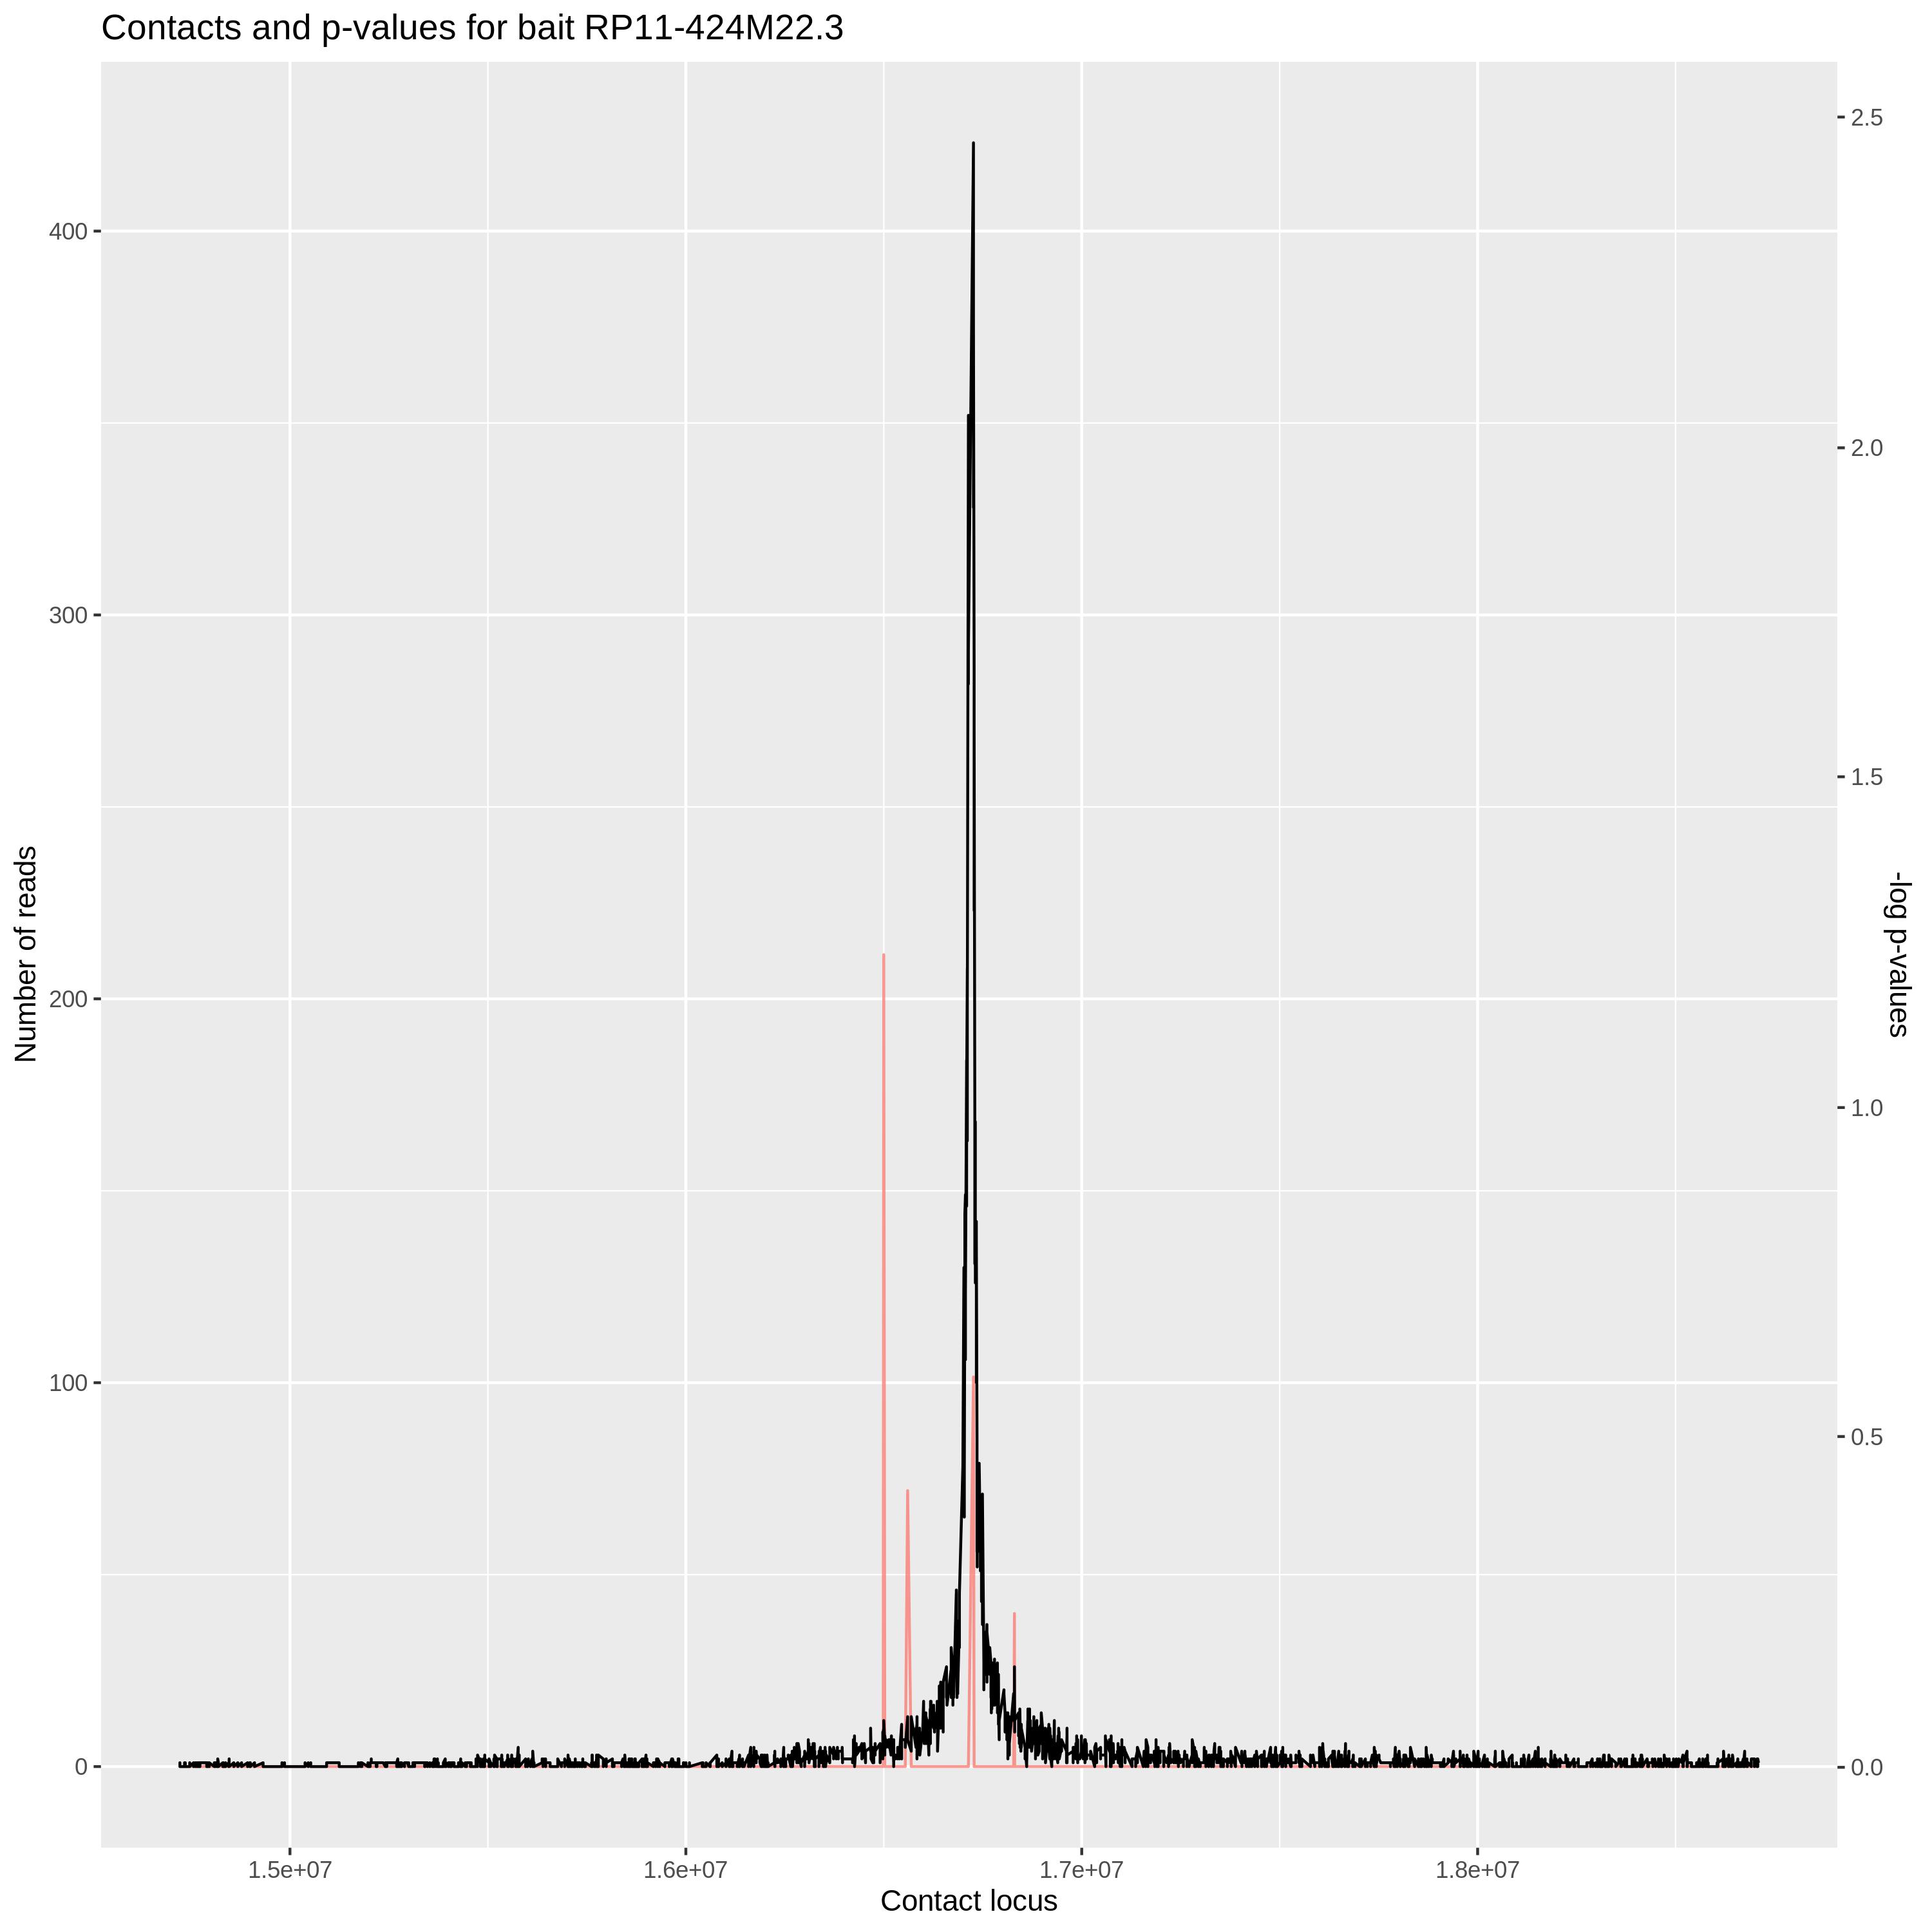 Contacts and p-values for bait RP11-424M22.3
400
300
200
100
0
Number of reads
2.5
2.0
1.5
1.0
0.5
0.0
-log p-values
1.5e+07 1.6e+07 1.7e+07 1.8e+07
Contact locus